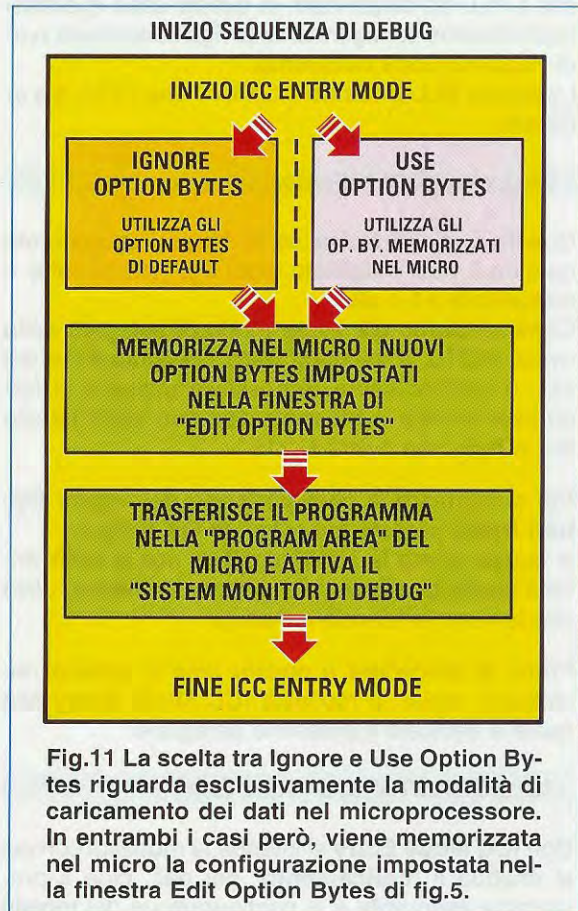 INIZIO SEQUENZA DI DEBUG
INIZIO ICC ENTRY MODE
IGNORE
OPTION BYTES
UTILIZZA GLI
OPTION BYTES
DI DEFAULT
USE
OPTION BYTES
UTILIZZA GLI
OP. BY. MEMORIZZATI
NEL MICRO
MEMORIZZA NEL MICRO I NUOVI
OPTION BYTES IMPOSTATI
NELLA FINESTRA DI
"EDIT OPTION BYTES"
TRASFERISCE IL PROGRAMMA
NELLA "PROGRAM AREA" DEL
MICRO E ATTIVA IL
"SISTEM MONITOR DI DEBUG"
FINE ICC ENTRY MODE
Fig.11 La scelta tra Ignore e Use Option By-
tes riguarda esclusivamente la modalità di
caricamento dei dati nel microprocessore.
In entrambi i casi però, viene memorizzata
nel micro la configurazione impostata nel-
la finestra Edit Option Bytes di fig.5.